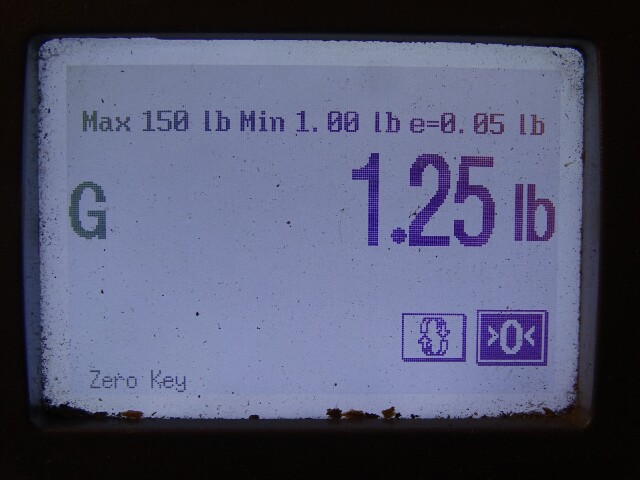 Max 150 lb Min 1.00 lb e=0.05 lb
G 1.25 lb
>0<
Zero Key